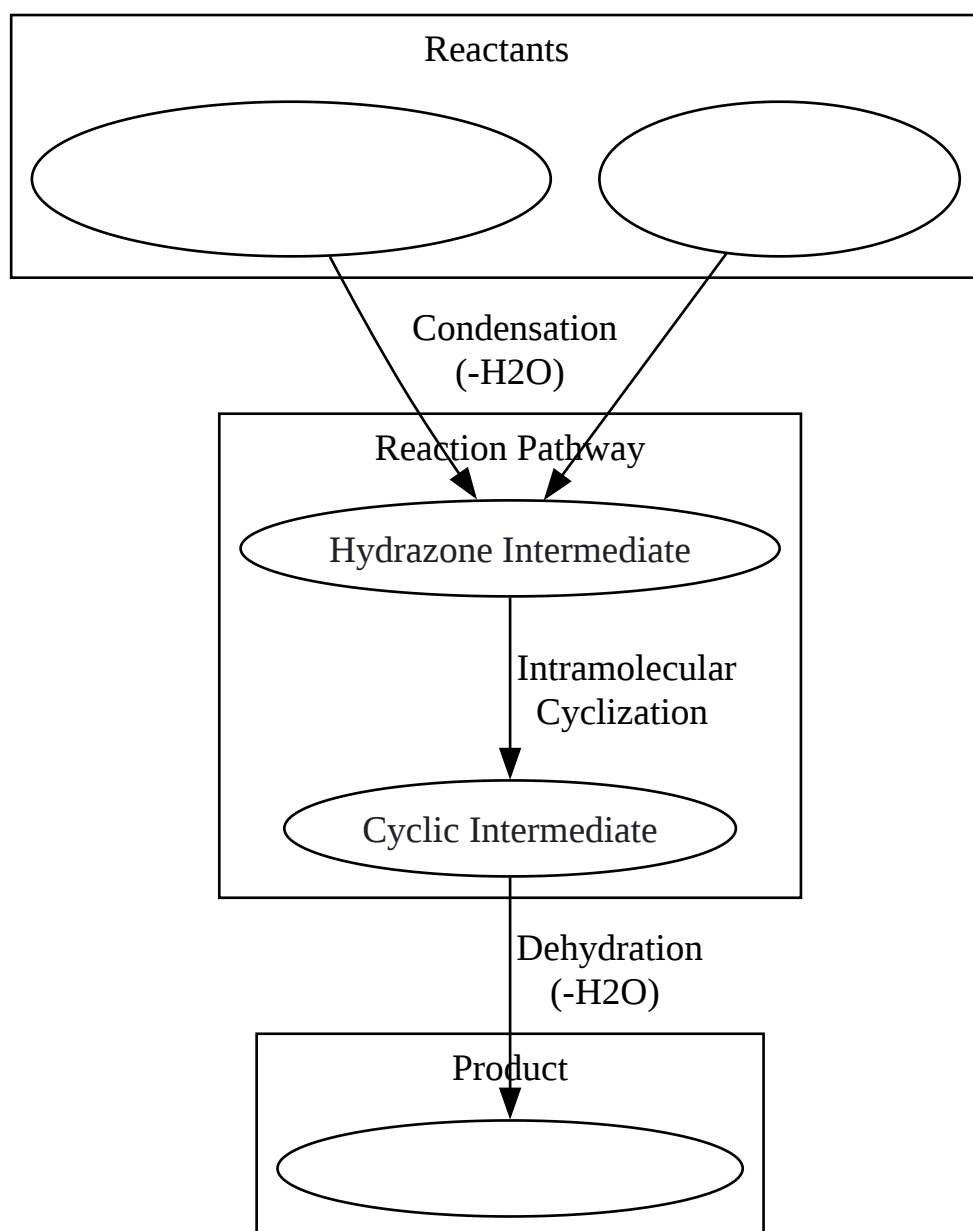 Reactants
Condensation
(-H2O)
Reaction Pathway
Hydrazone Intermediate
Intramolecular
Cyclization
Cyclic Intermediate
Dehydration
(-H2O)
Product